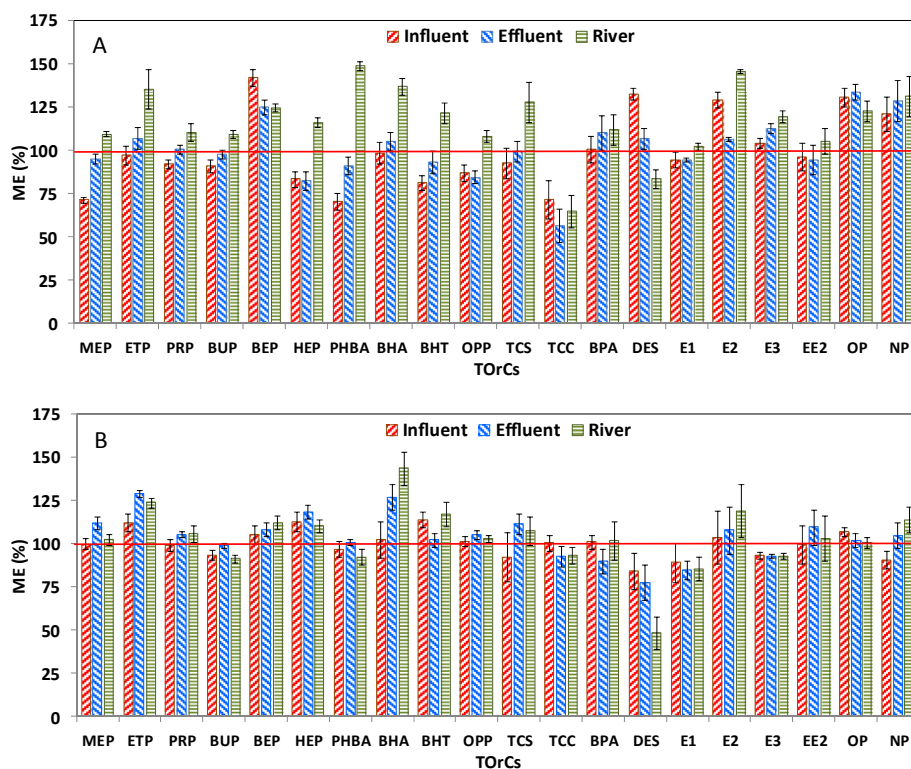 175
150
125
100
75
50
25
0
ME (%)
A
Influent Effluent River
MEP ETP PRP BUP BEP HEP PHBA BHA BHT OPP TCS TCC BPA DES E1 E2 E3 EE2 OP NP
TOrCs
175
150
125
100
75
50
25
0
ME (%)
B
Influent Effluent River
MEP ETP PRP BUP BEP HEP PHBA BHA BHT OPP TCS TCC BPA DES E1 E2 E3 EE2 OP NP
TOrCs